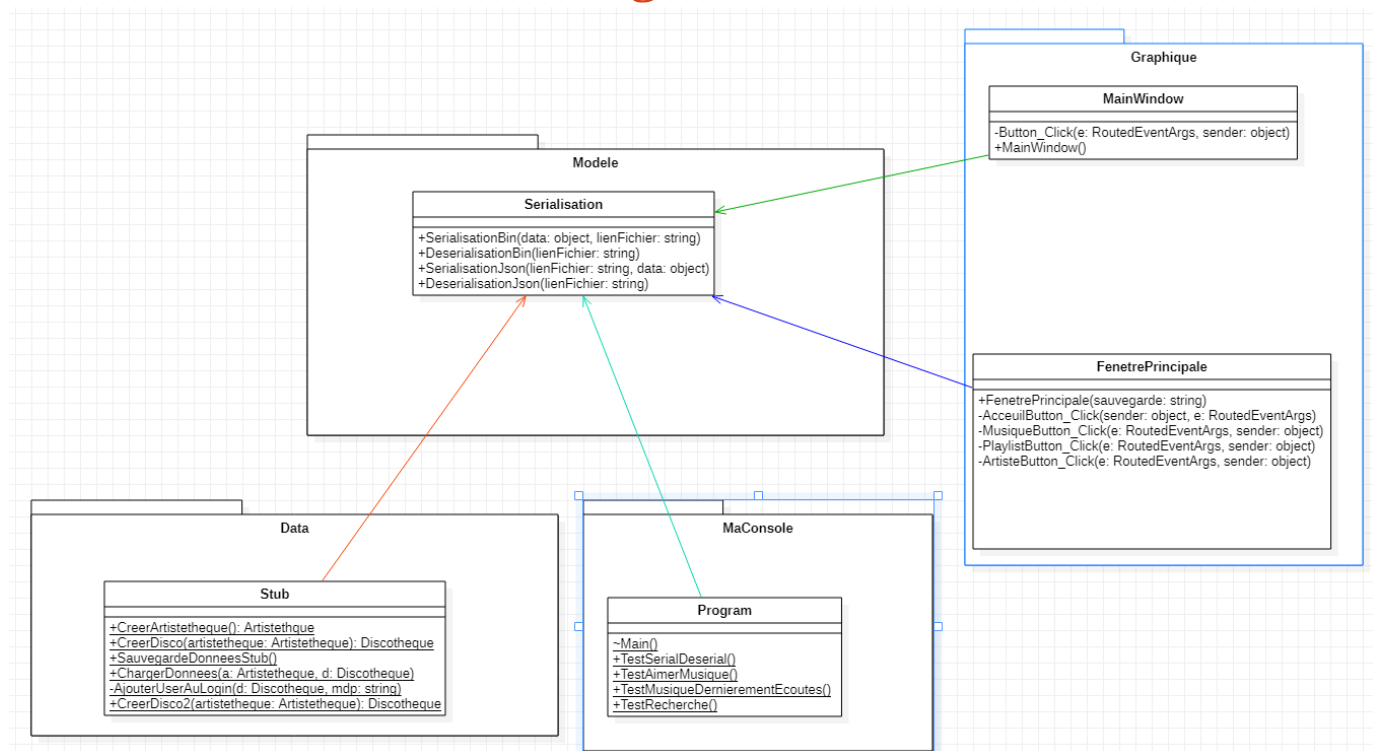 Graphique
MainWindow
-Button_Click(e: RoutedEventArgs, sender: object)
+MainWindow()
Modele
Serialisation
+SerialisationBin(data: object, lienFichier: string)
+DeserialisationBin(lienFichier: string)
+SerialisationJson(lienFichier: string, data: object)
+DeserialisationJson(lienFichier: string)
FenetrePrincipale
+FenetrePrincipale(sauvegarde: string)
-AcceuilButton_Click(sender: object, e: RoutedEventArgs)
-MusiqueButton_Click(e: RoutedEventArgs, sender: object)
-PlaylistButton_Click(e: RoutedEventArgs, sender: object)
-ArtisteButton_Click(e: RoutedEventArgs, sender: object)
Data
Stub
+CreerArtistetheque(): Artistethque
+CreerDisco(artistetheque: Artistetheque): Discotheque
+SauvegardeDonneesStub()
+ChargerDonnees(a: Artistetheque, d: Discotheque)
-AjouterUserAuLogin(d: Discotheque, mdp: string)
+CreerDisco2(artistetheque: Artistetheque): Discotheque
MaConsole
Program
~Main()
+TestSerialDeserial()
+TestAimerMusique()
+TestMusiqueDernierementEcoutes()
+TestRecherche()